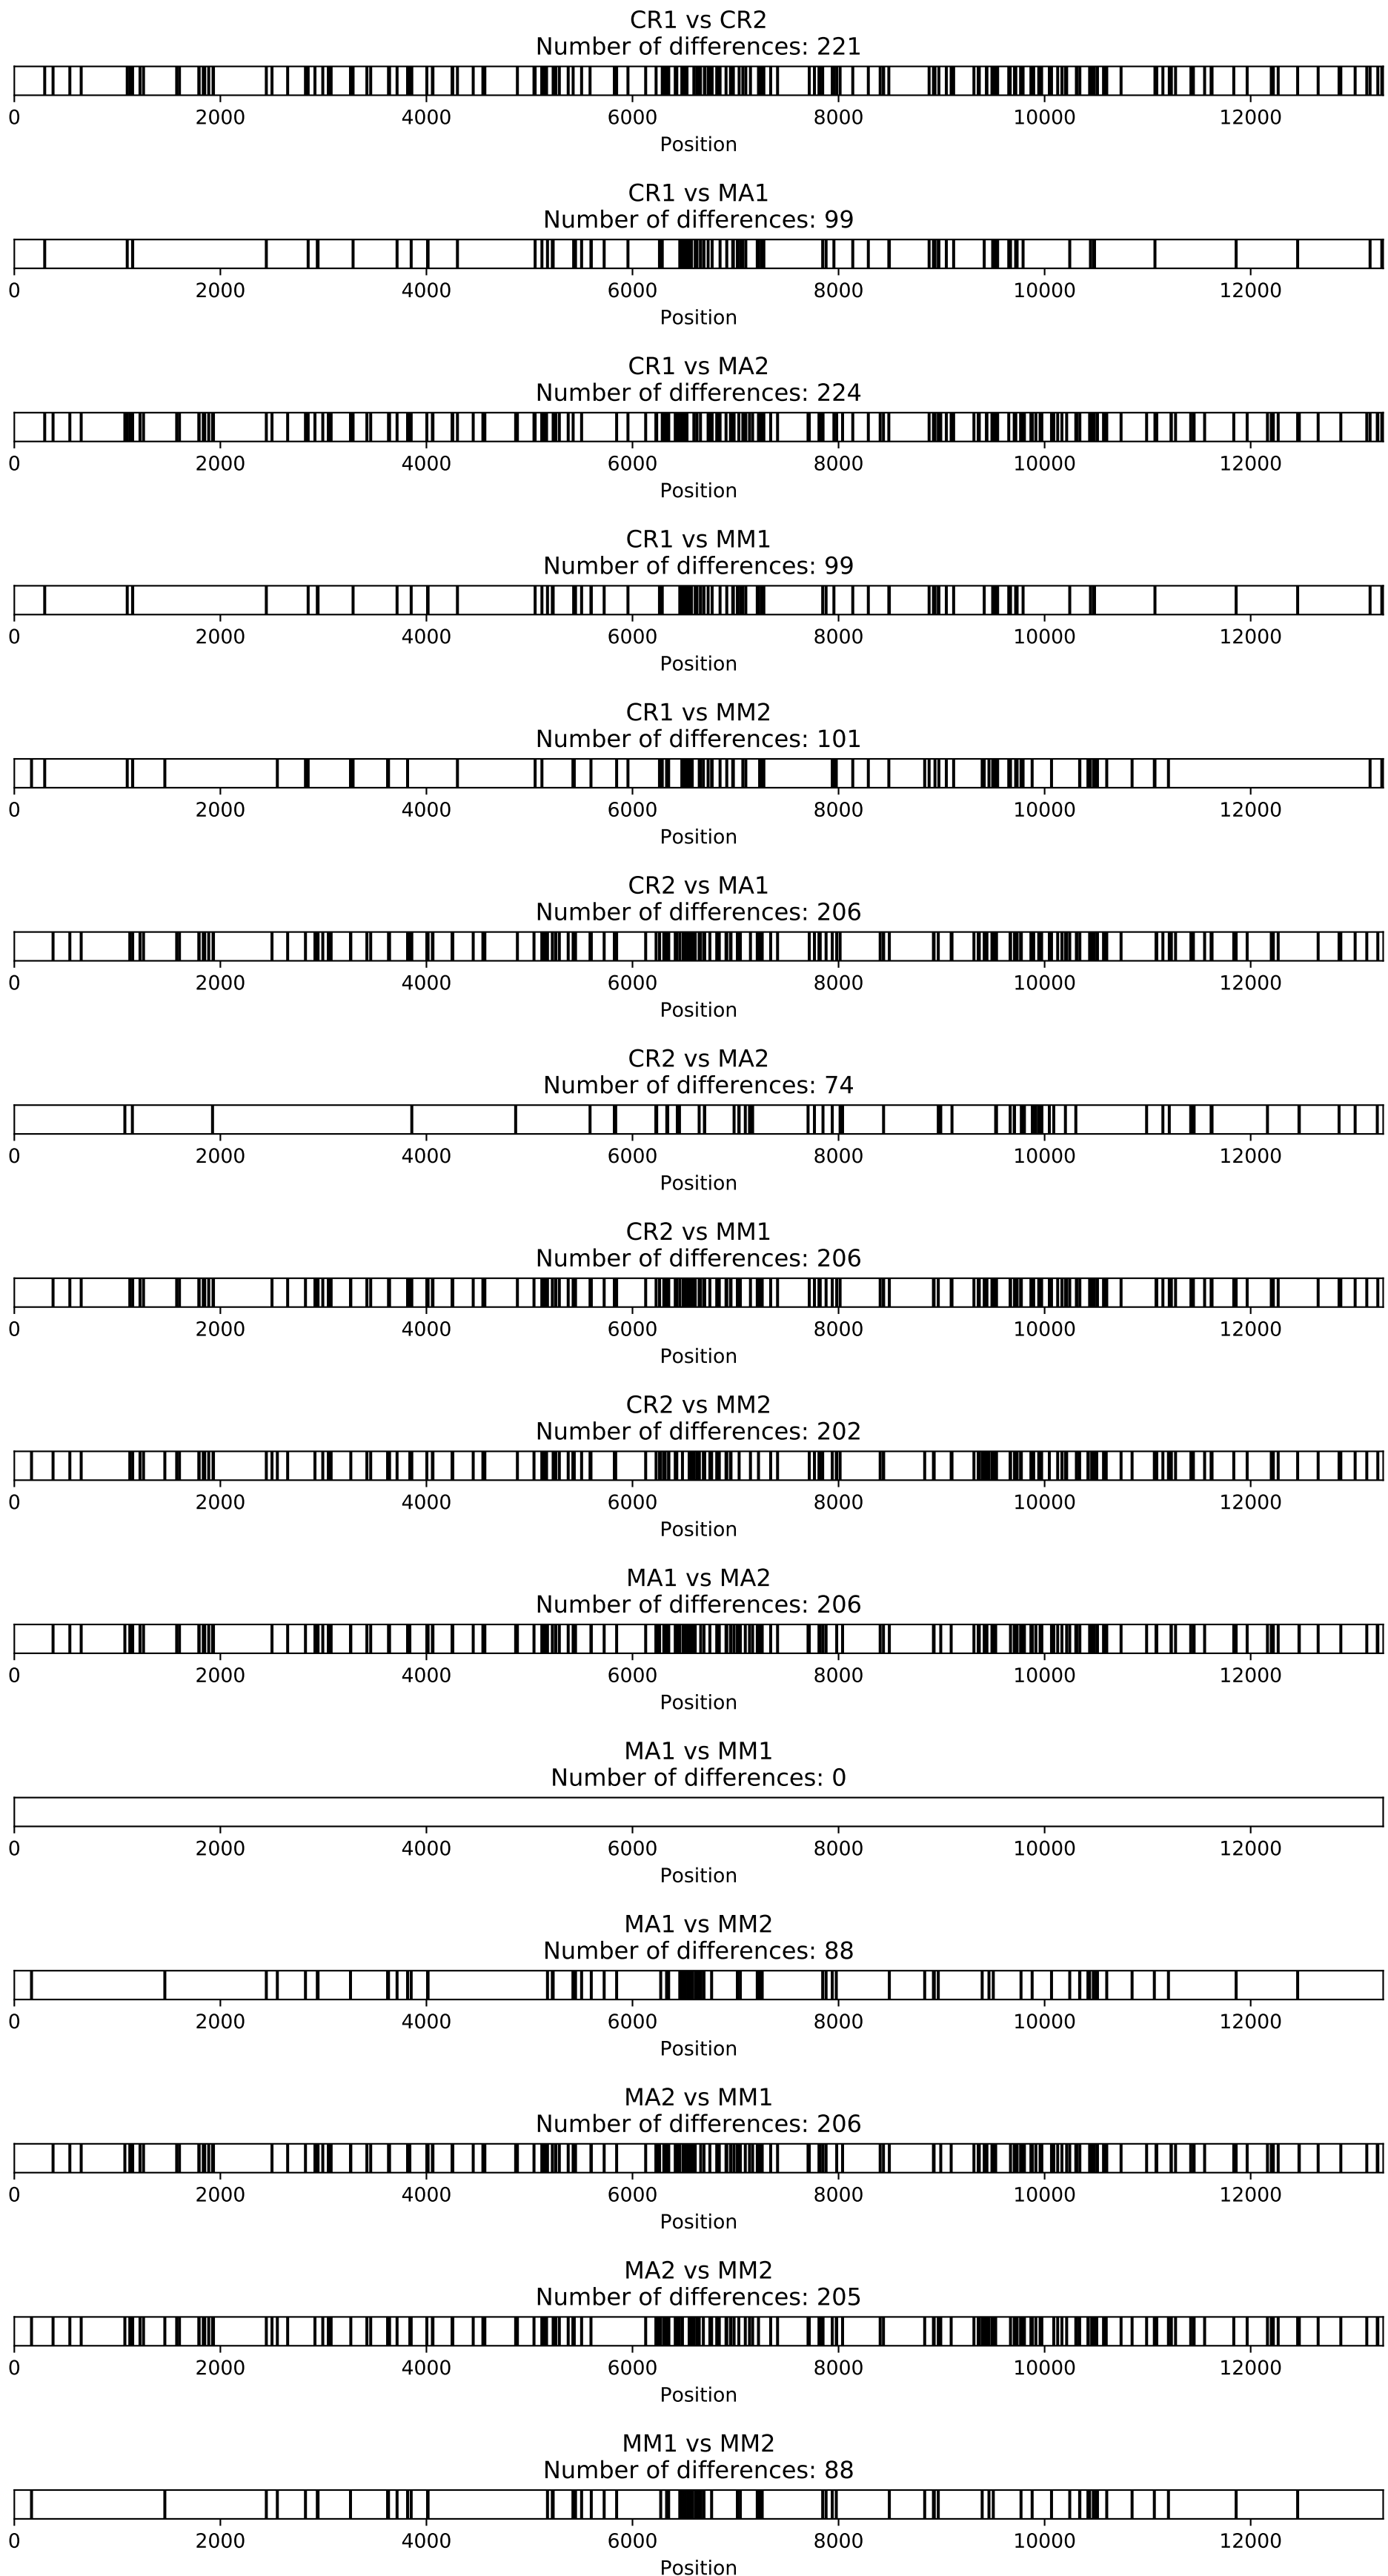 CR1 vs CR2
Number of differences: 221
0 2000 4000 6000 8000 10000 12000
Position
CR1 vs MA1
Number of differences: 99
0 2000 4000 6000 8000 10000 12000
Position
CR1 vs MA2
Number of differences: 224
0 2000 4000 6000 8000 10000 12000
Position
CR1 vs MM1
Number of differences: 99
0 2000 4000 6000 8000 10000 12000
Position
CR1 vs MM2
Number of differences: 101
0 2000 4000 6000 8000 10000 12000
Position
CR2 vs MA1
Number of differences: 206
0 2000 4000 6000 8000 10000 12000
Position
CR2 vs MA2
Number of differences: 74
0 2000 4000 6000 8000 10000 12000
Position
CR2 vs MM1
Number of differences: 206
0 2000 4000 6000 8000 10000 12000
Position
CR2 vs MM2
Number of differences: 202
0 2000 4000 6000 8000 10000 12000
Position
MA1 vs MA2
Number of differences: 206
0 2000 4000 6000 8000 10000 12000
Position
MA1 vs MM1
Number of differences: 0
0 2000 4000 6000 8000 10000 12000
Position
MA1 vs MM2
Number of differences: 88
0 2000 4000 6000 8000 10000 12000
Position
MA2 vs MM1
Number of differences: 206
0 2000 4000 6000 8000 10000 12000
Position
MA2 vs MM2
Number of differences: 205
0 2000 4000 6000 8000 10000 12000
Position
MM1 vs MM2
Number of differences: 88
0 2000 4000 6000 8000 10000 12000
Position